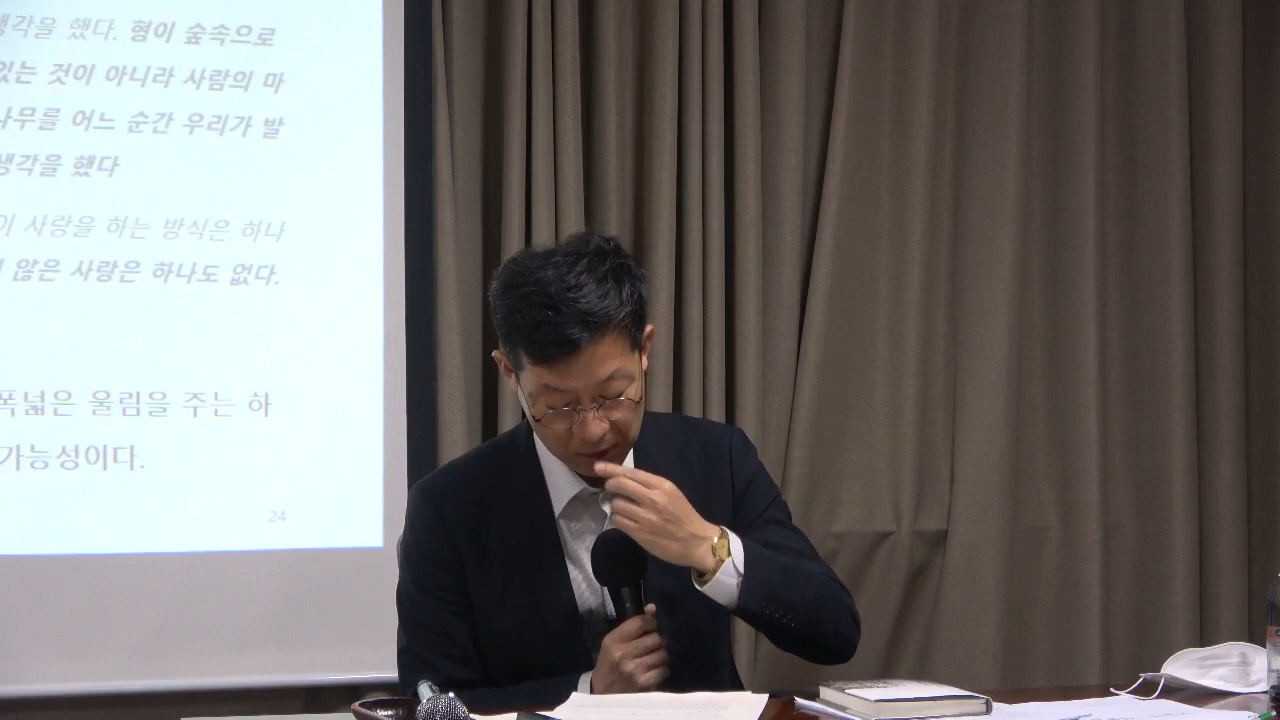 생각을 했다. 형이 숲속으로
있는 것이 아니라 사람의 마
나무를 어느 순간 우리가 발
생각을 했다
이 사랑을 하는 방식은 하나
않은 사랑은 하나도 없다.
폭넓은 울림을 주는 하
가능성이다.
24